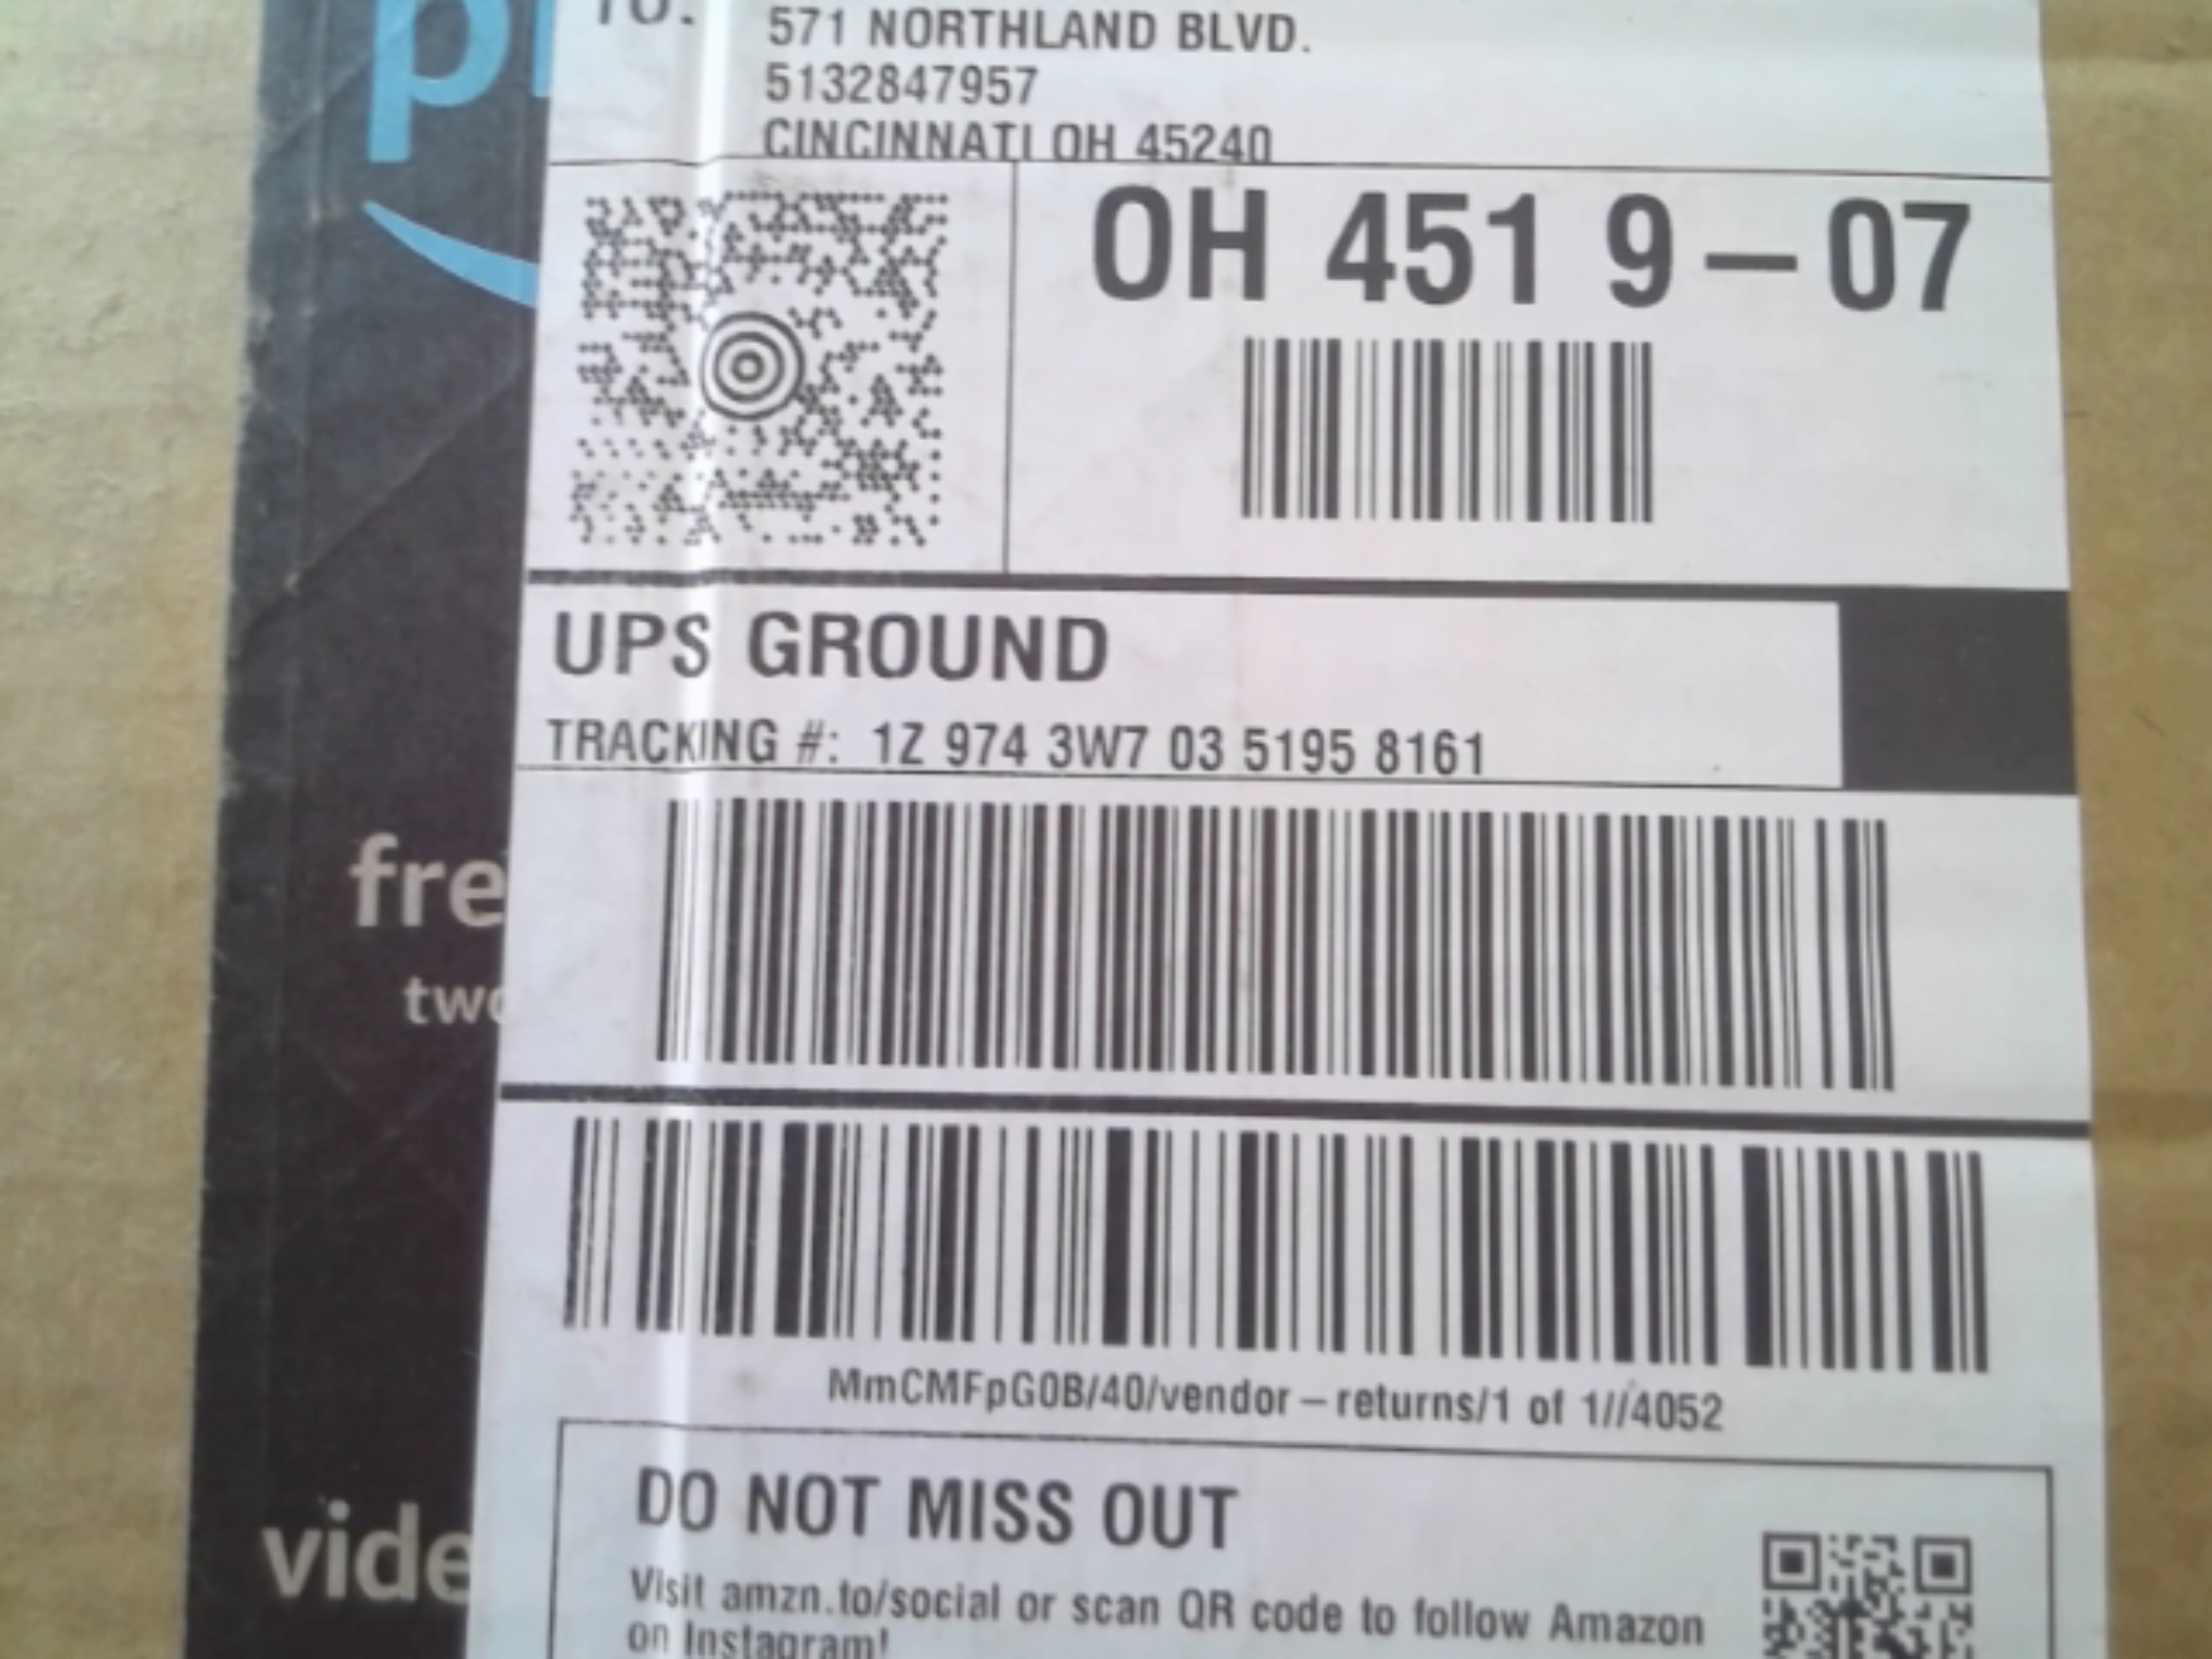 TO:
571 NORTHLAND BLVD.
5132847957
CINCINNATI OH 45240
OH 451 9-07
UPS GROUND
TRACKING #: 1Z 974 3W7 03 5195 8161
fre
two
MmCMFpG0B/40/vendor-returns/1 of 1//4052
DO NOT MISS OUT
vide
Visit amzn.to/social or scan QR code to follow Amazon
on Instagram!